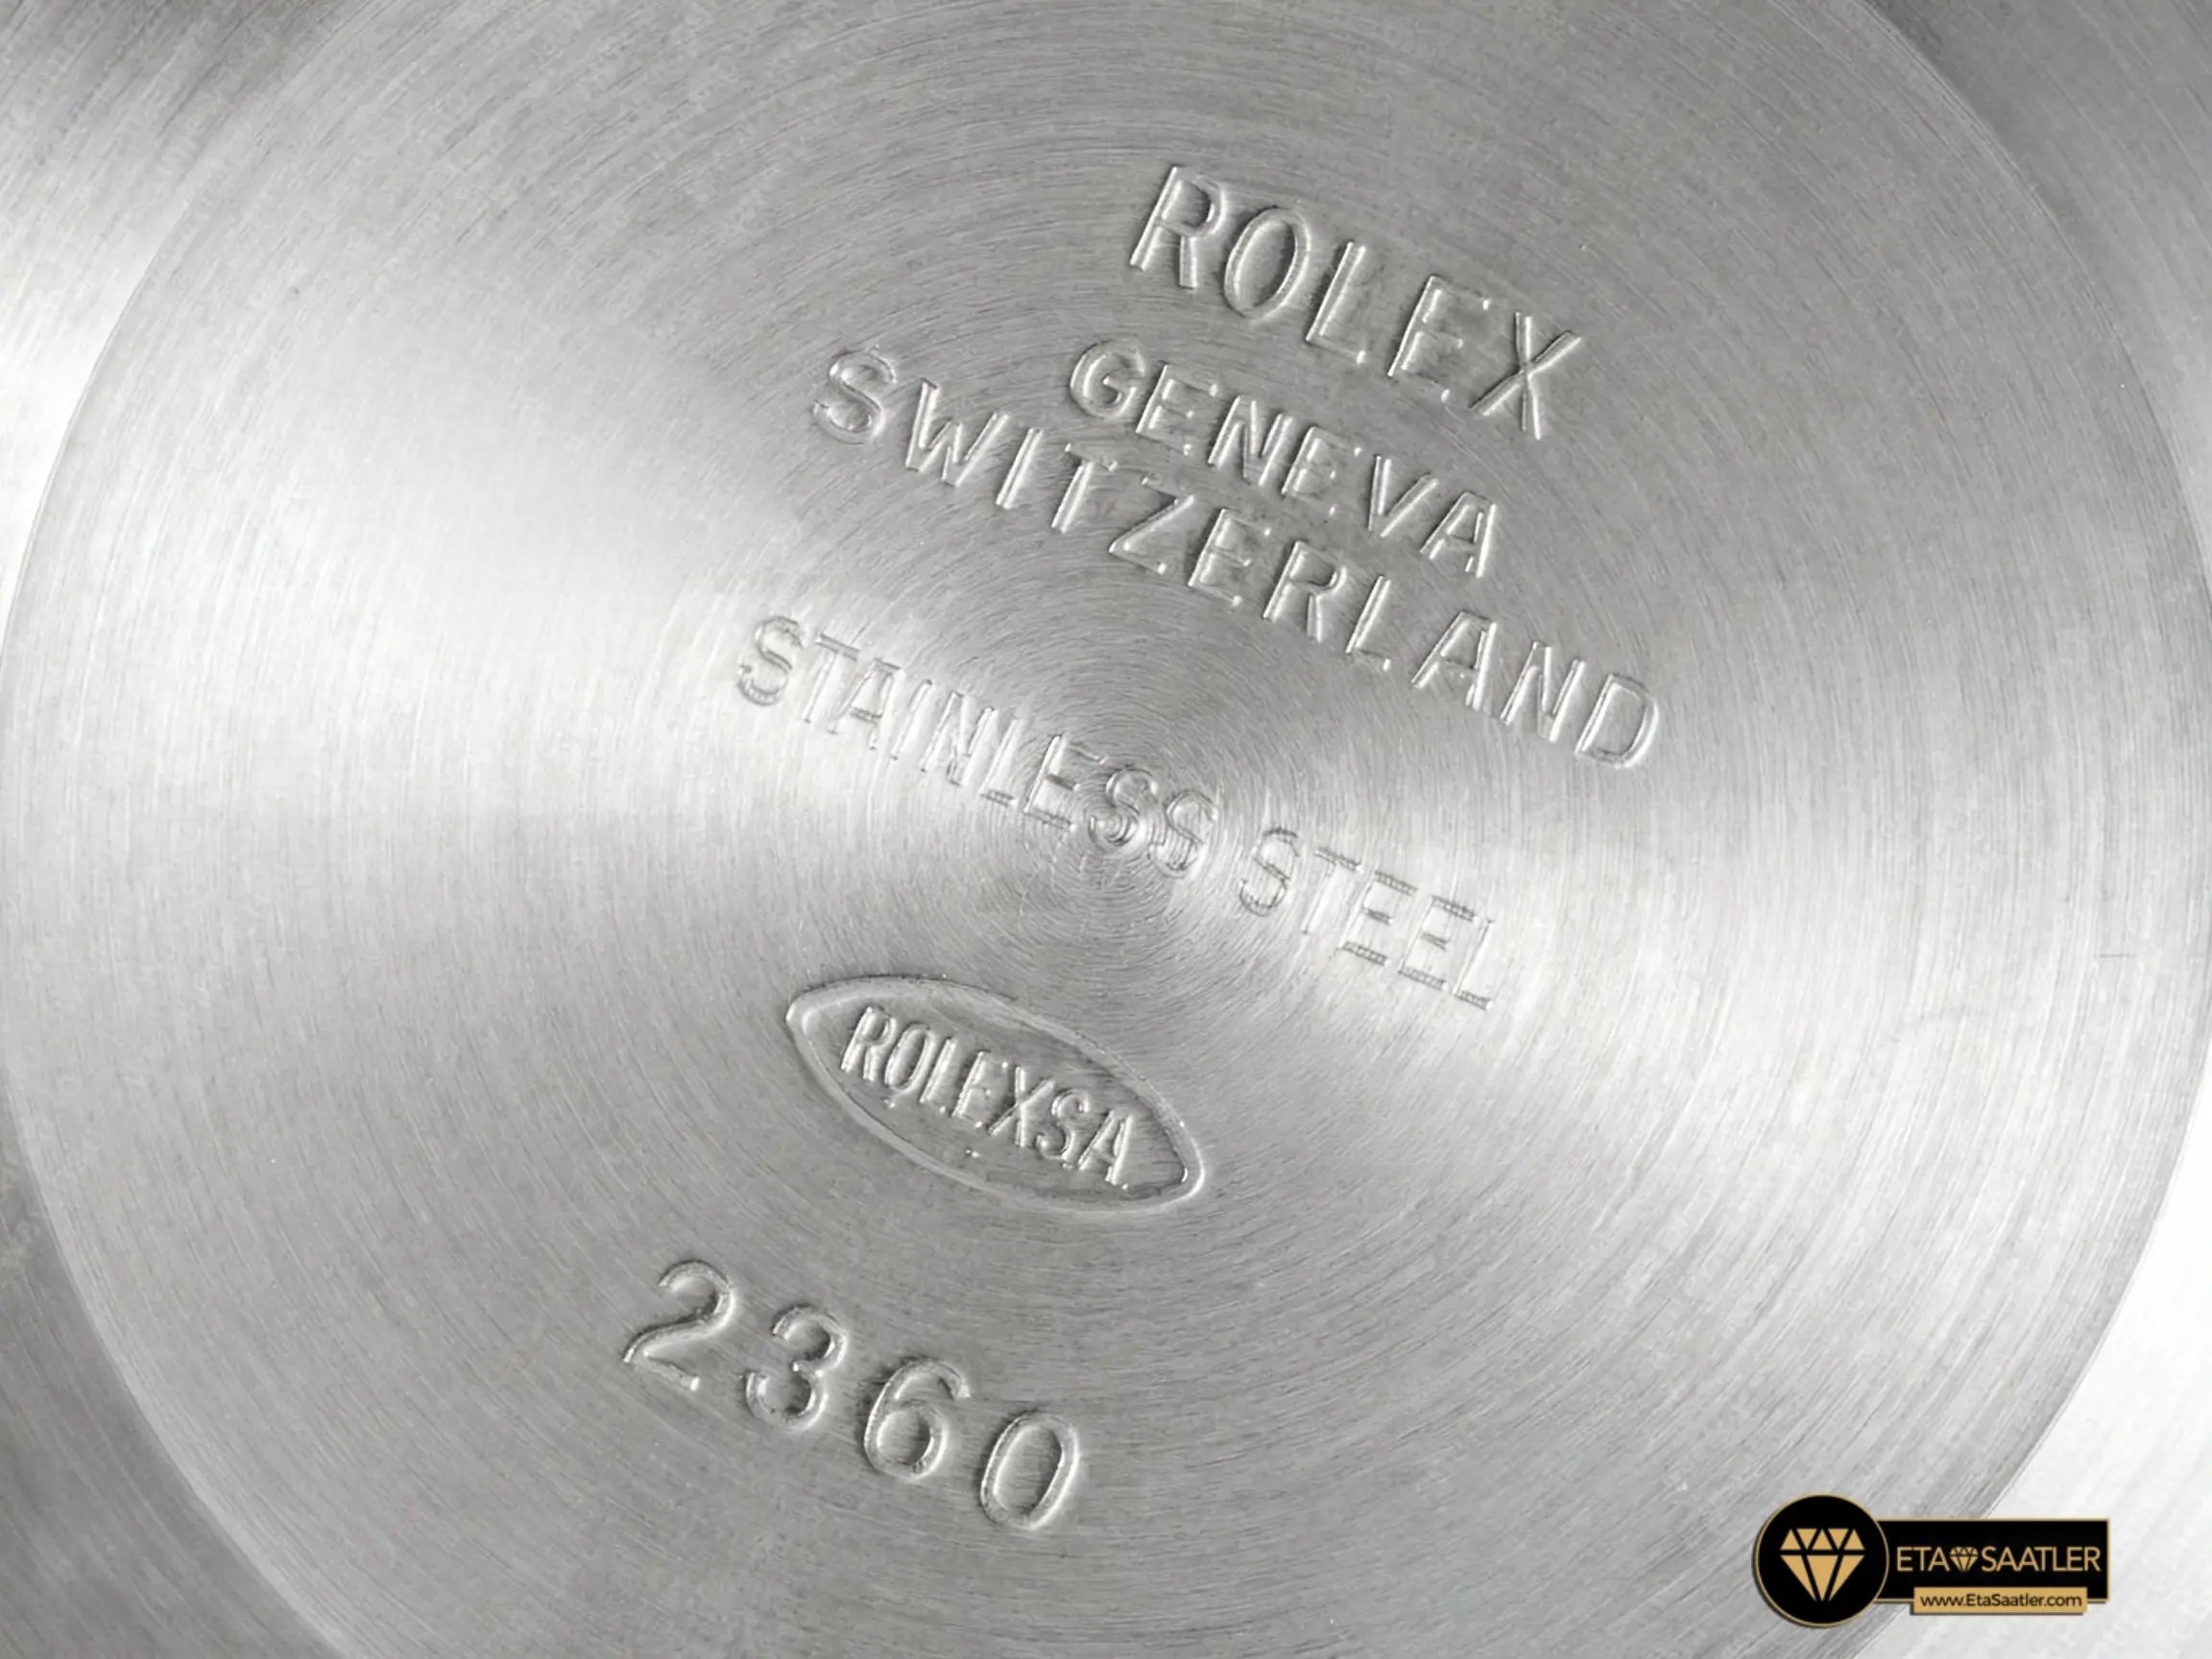 ROLEX
GENEVA
SWITZERLAND
STAINLESS STEEL
ROLEXSA
2360
ETA SAATLER
www.EtaSaatler.com